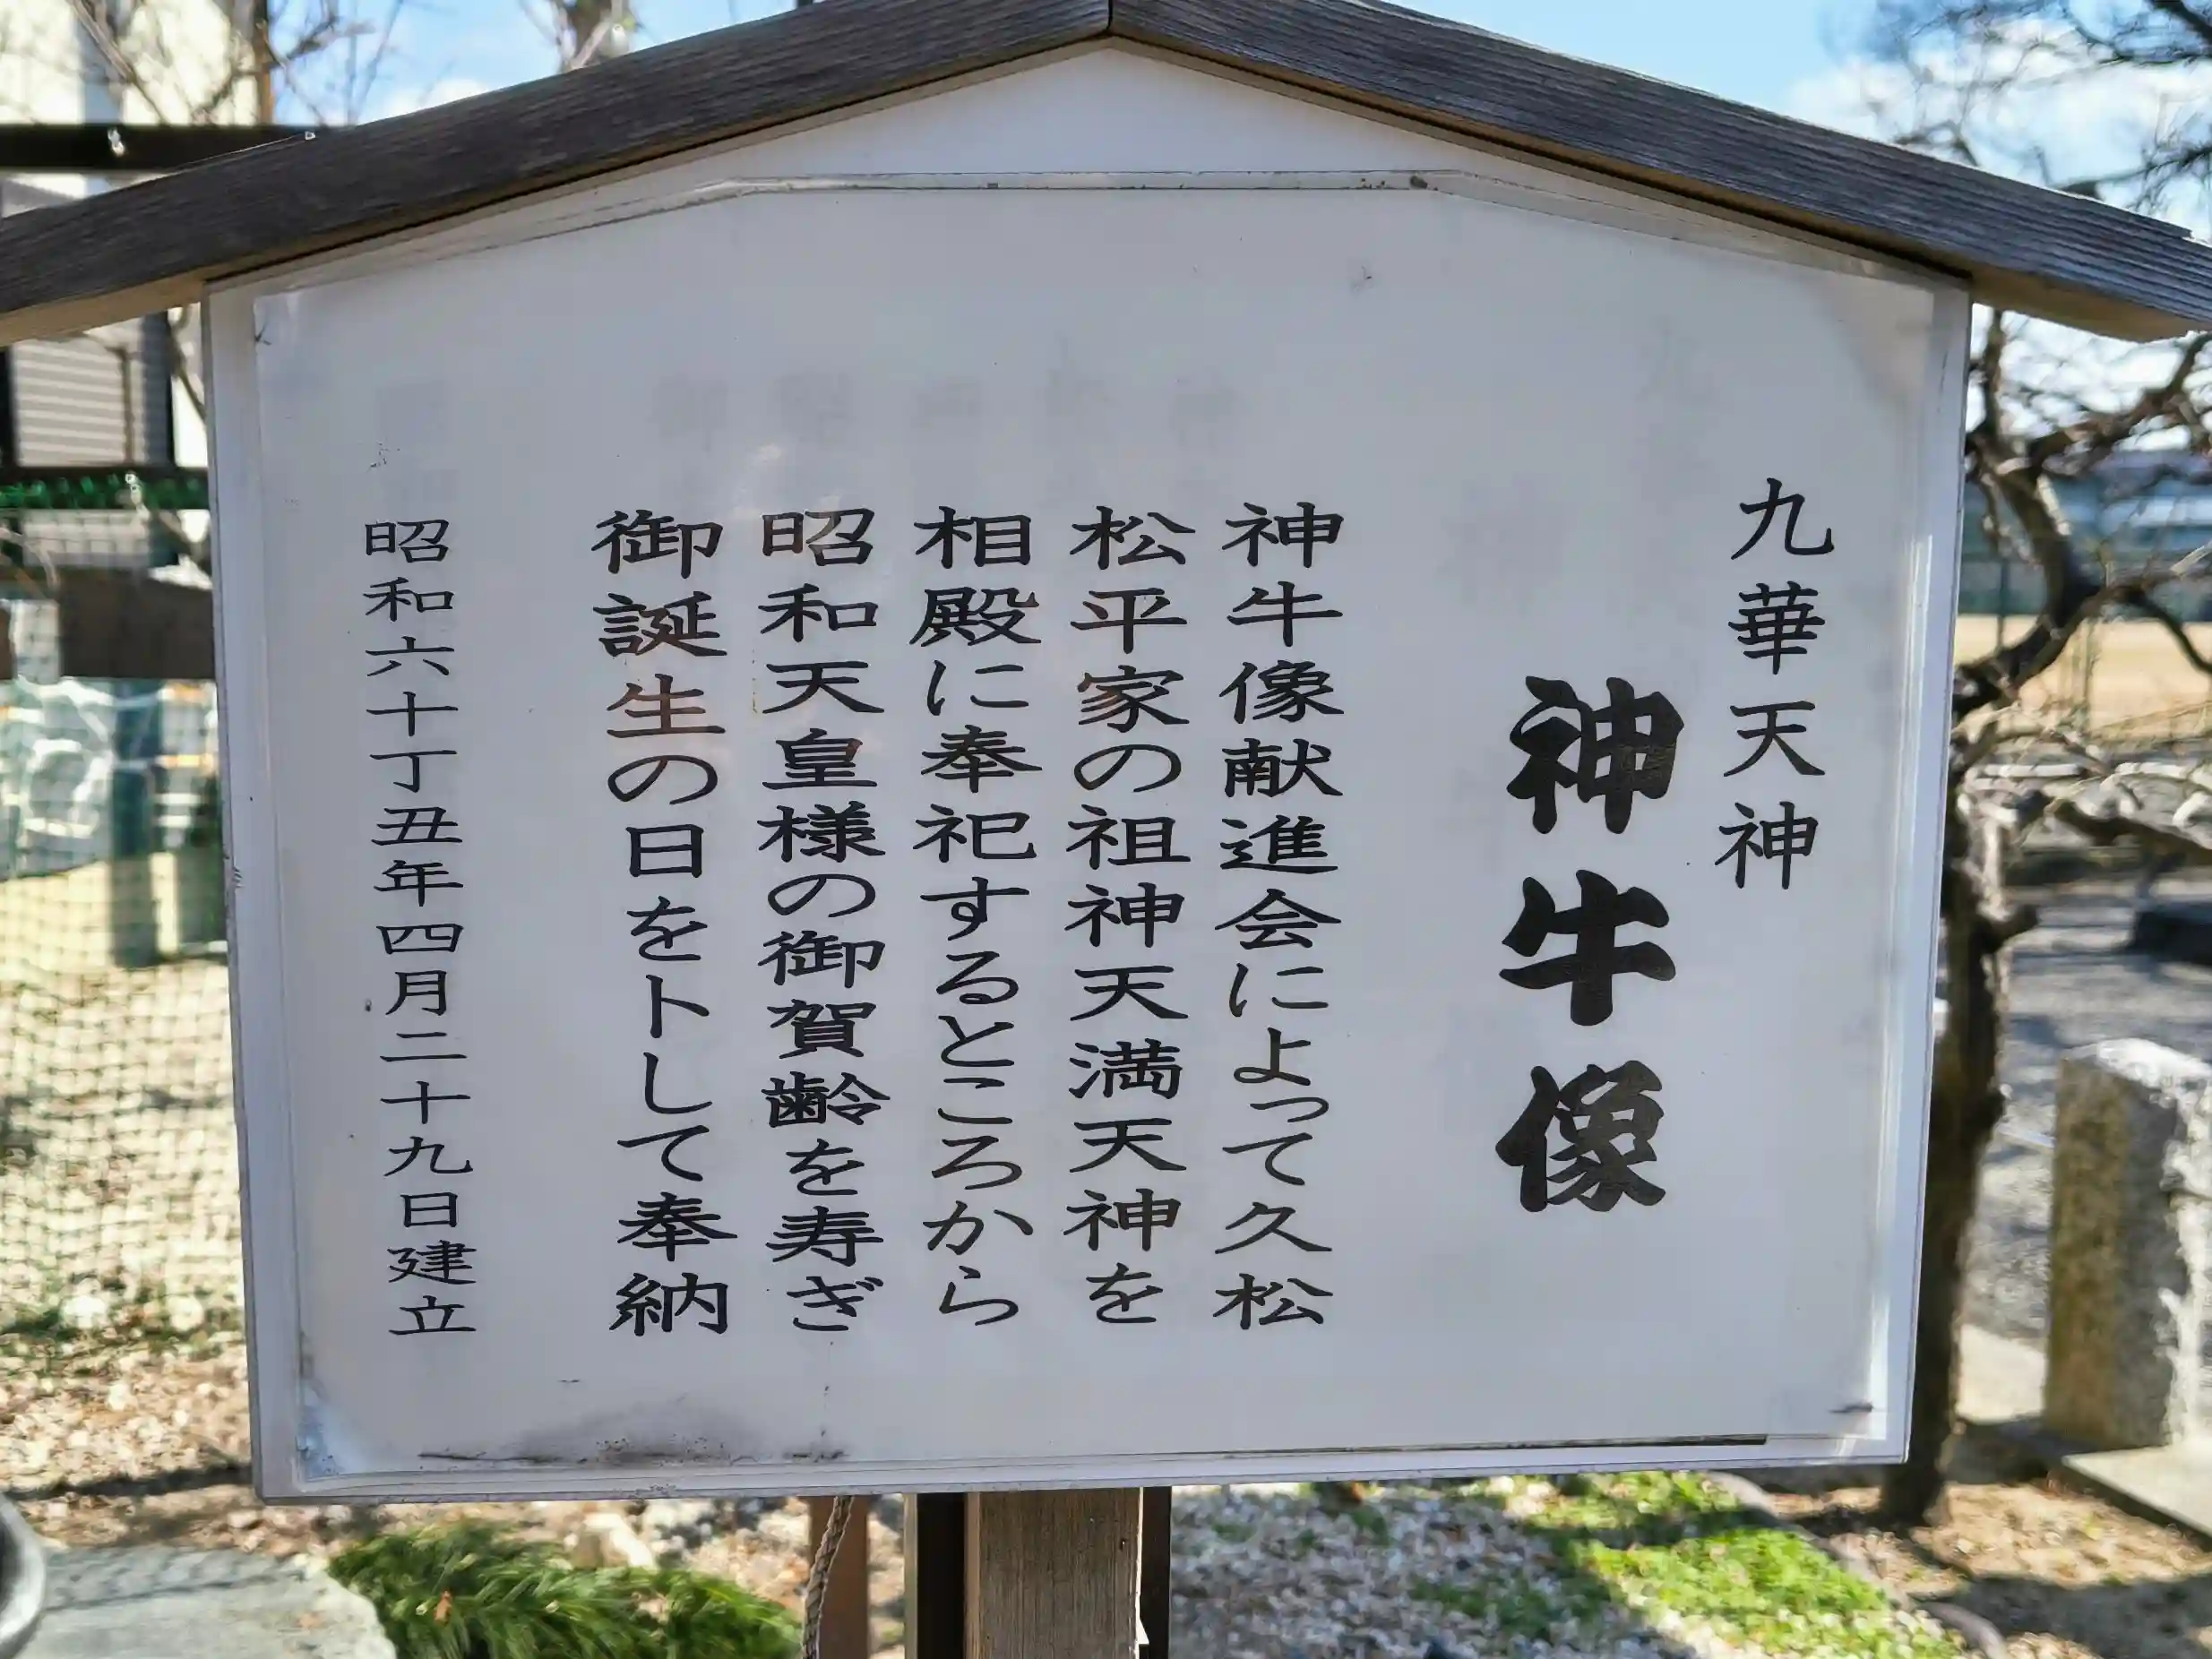 九華天神
神牛像
神牛像献進会によって久松
松平家の祖神天満天神を
相殿に奉祀するところから
昭和天皇様の御賀齢を寿ぎ
御誕生の日を卜して奉納
昭和六十丁丑年四月二十九日建立